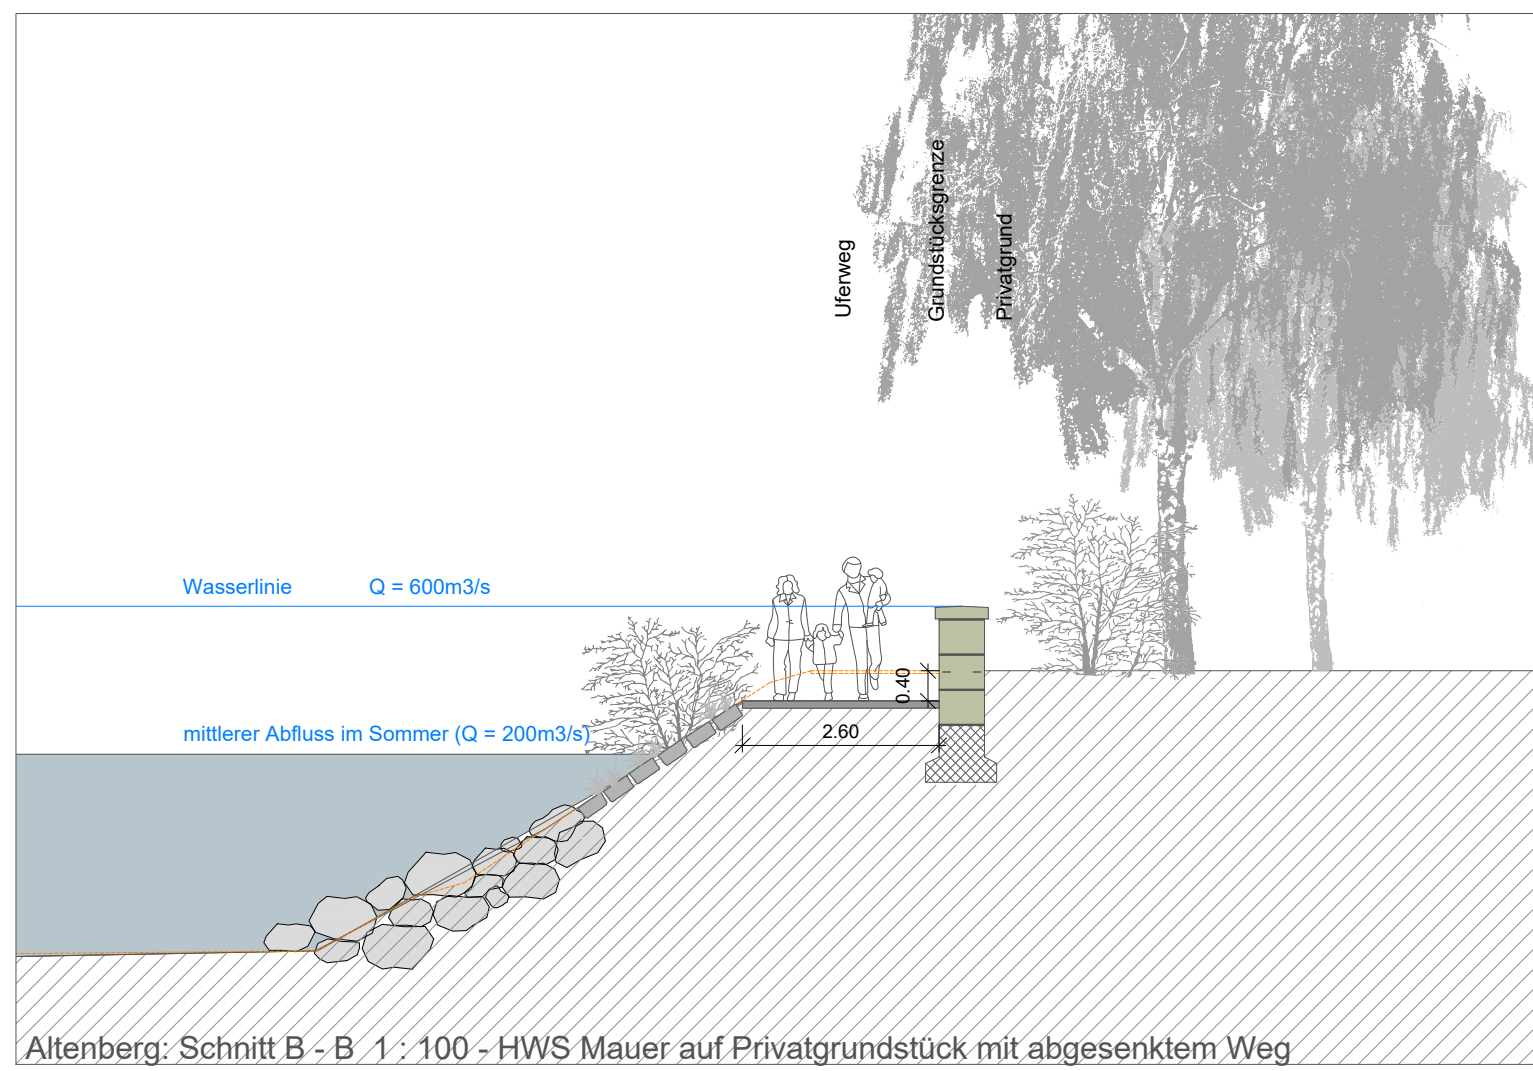 Uferweg
Grundstücksgrenze
Privatgrund
Wasserlinie Q = 600m3/s
0.40
mittlerer Abfluss im Sommer (Q = 200m3/s)
2.60
Altenberg: Schnitt B - B 1 : 100 - HWS Mauer auf Privatgrundstück mit abgesenktem Weg